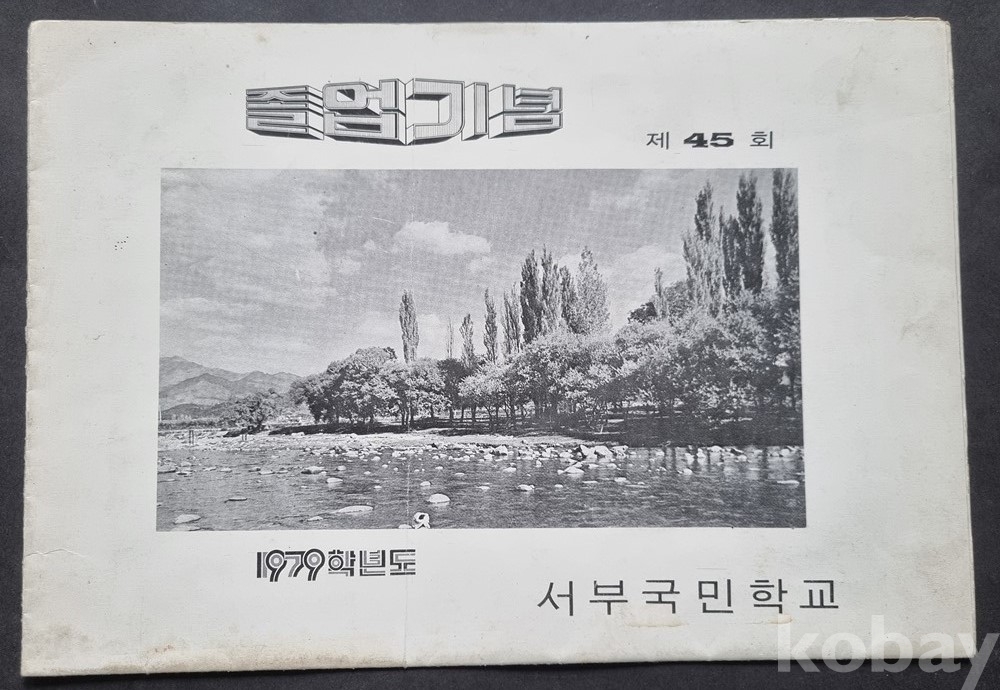 졸업기념
제 45 회
1979학년도
서부국민학교
kobay